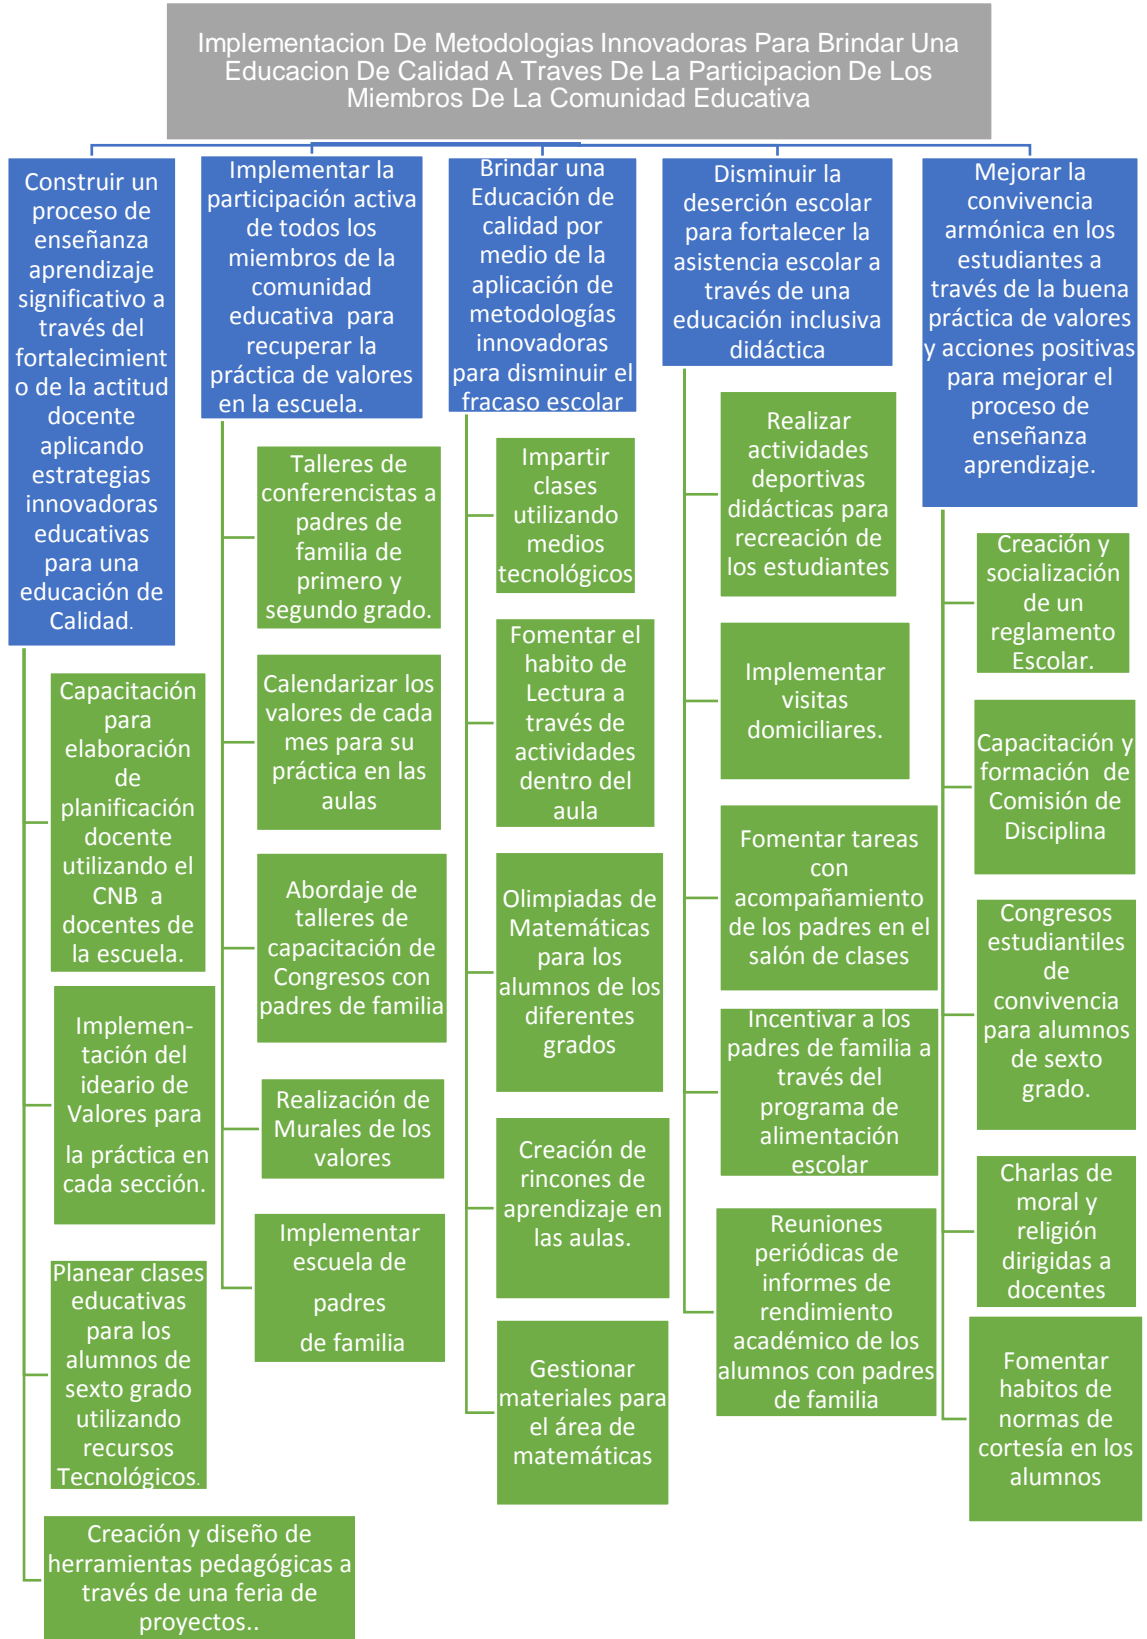 Implementacion De Metodologias Innovadoras Para Brindar Una
Educacion De Calidad A Traves De La Participacion De Los
Miembros De La Comunidad Educativa
Construir un
proceso de
enseñanza
aprendizaje
significativo a
través del
fortalecimient
o de la actitud
docente
aplicando
estrategias
innovadoras
educativas
para una
educación de
Calidad.
Capacitación
para
elaboración
de
planificación
docente
utilizando el
CNB a
docentes de
la escuela.
Implemen-
tación del
ideario de
Valores para
la práctica en
cada sección.
Planear clases
educativas
para los
alumnos de
sexto grado
utilizando
recursos
Tecnológicos.
Creación y diseño de
herramientas pedagógicas a
través de una feria de
proyectos..
Implementar la
participación activa
de todos los
miembros de la
comunidad
educativa para
recuperar la
práctica de valores
en la escuela.
Talleres de
conferencistas a
padres de
familia de
primero y
segundo grado.
Calendarizar los
valores de cada
mes para su
práctica en las
aulas
Abordaje de
talleres de
capacitación de
Congresos con
padres de familia
Realización de
Murales de los
valores
Implementar
escuela de
padres
de familia
Brindar una
Educación de
calidad por
medio de la
aplicación de
metodologías
innovadoras
para disminuir el
fracaso escolar
Impartir
clases
utilizando
medios
tecnológicos
Fomentar el
habito de
Lectura a
través de
actividades
dentro del
aula
Olimpiadas de
Matemáticas
para los
alumnos de los
diferentes
grados
Creación de
rincones de
aprendizaje en
las aulas.
Gestionar
materiales para
el área de
matemáticas
Disminuir la
deserción escolar
para fortalecer la
asistencia escolar a
través de una
educación inclusiva
didáctica
Realizar
actividades
deportivas
didácticas para
recreación de
los estudiantes
Implementar
visitas
domiciliares.
Fomentar tareas
con
acompañamiento
de los padres en el
salón de clases
Incentivar a los
padres de familia a
través del
programa de
alimentación
escolar
Reuniones
periódicas de
informes de
rendimiento
académico de los
alumnos con padres
de familia
Mejorar la
convivencia
armónica en los
estudiantes a
través de la buena
práctica de valores
y acciones positivas
para mejorar el
proceso de
enseñanza
aprendizaje.
Creación y
socialización
de un
reglamento
Escolar.
Capacitación y
formación de
Comisión de
Disciplina
Congresos
estudiantiles
de
convivencia
para alumnos
de sexto
grado.
Charlas de
moral y
religión
dirigidas a
docentes
Fomentar
habitos de
normas de
cortesía en los
alumnos